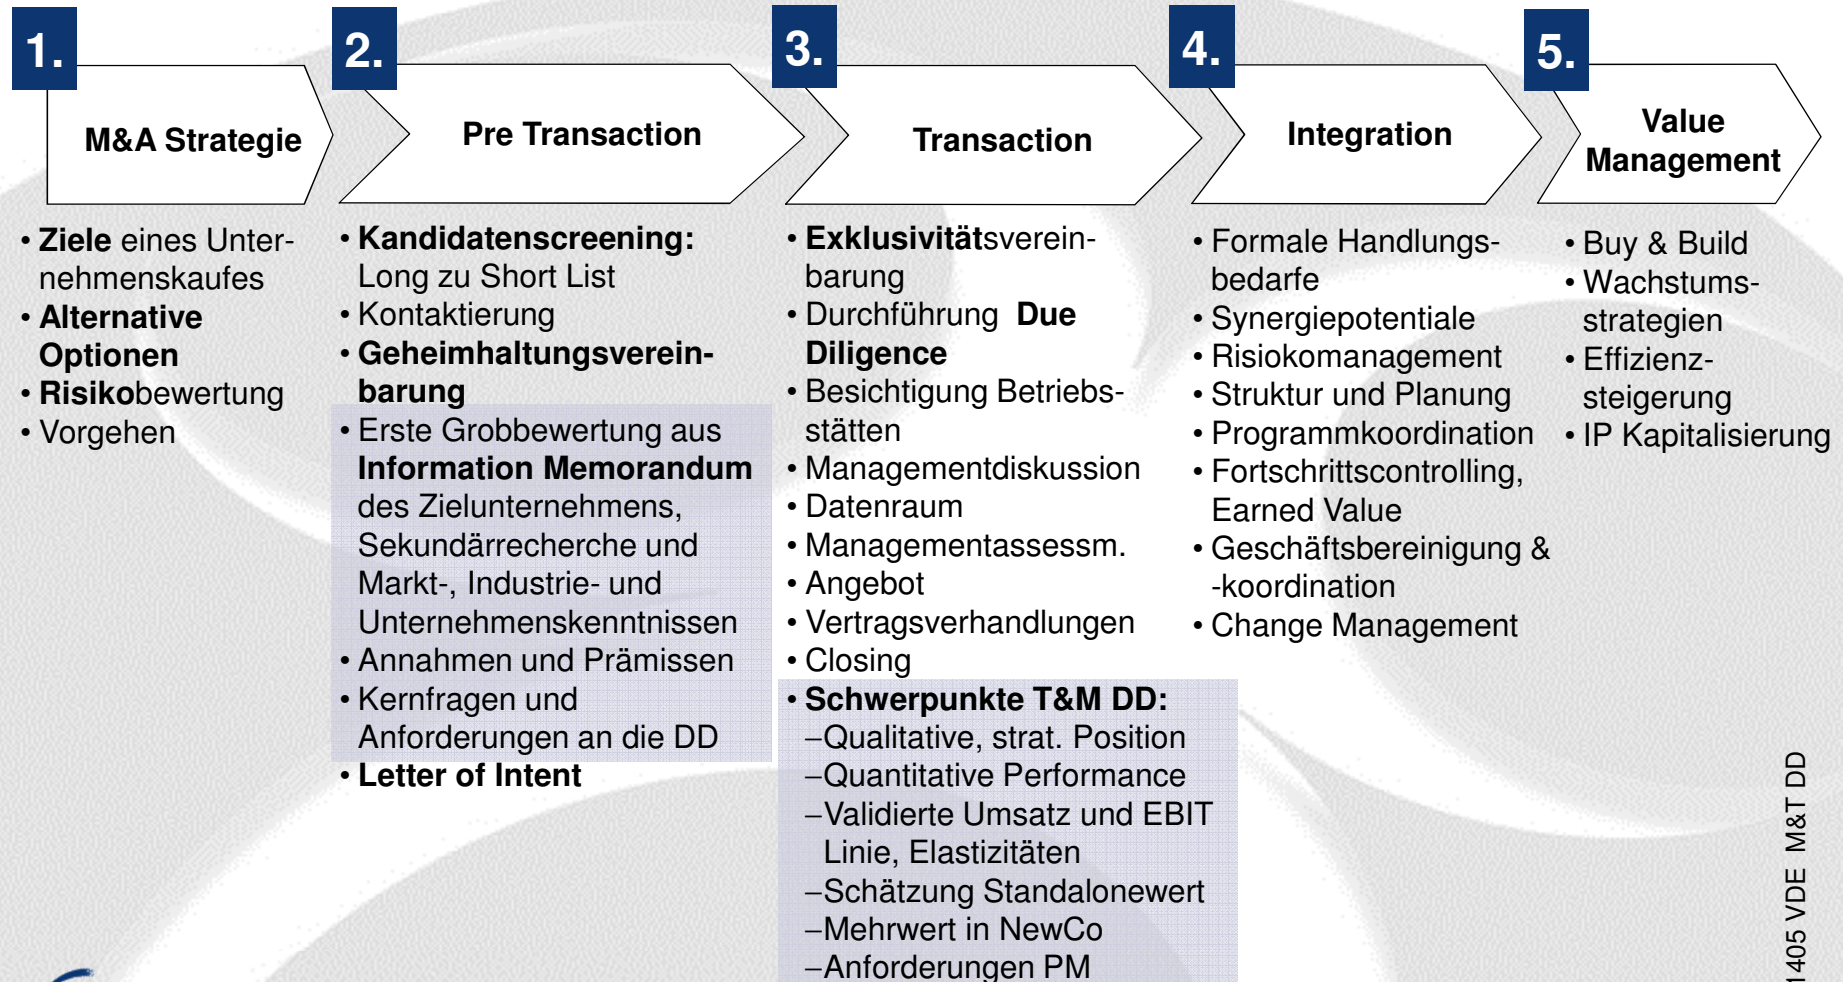 1.
M&A Strategie
• Ziele eines Unter-
nehmenskaufes
• Alternative
Optionen
• Risikobewertung
• Vorgehen
2.
Pre Transaction
• Kandidatenscreening:
Long zu Short List
• Kontaktierung
• Geheimhaltungsverein-
barung
• Erste Grobbewertung aus
Information Memorandum
des Zielunternehmens,
Sekundärrecherche und
Markt-, Industrie- und
Unternehmenskenntnissen
• Annahmen und Prämissen
• Kernfragen und
Anforderungen an die DD
• Letter of Intent
3.
Transaction
• Exklusivitätsverein-
barung
• Durchführung Due
Diligence
• Besichtigung Betriebs-
stätten
• Managementdiskussion
• Datenraum
• Managementassessm.
• Angebot
• Vertragsverhandlungen
• Closing
• Schwerpunkte T&M DD:
–Qualitative, strat. Position
–Quantitative Performance
–Validierte Umsatz und EBIT
Linie, Elastizitäten
–Schätzung Standalonewert
–Mehrwert in NewCo
–Anforderungen PM
4.
Integration
• Formale Handlungs-
bedarfe
• Synergiepotentiale
• Risiokomanagement
• Struktur und Planung
• Programmkoordination
• Fortschrittscontrolling,
Earned Value
• Geschäftsbereinigung &
-koordination
• Change Management
5.
Value
Management
• Buy & Build
• Wachstums-
strategien
• Effizienz-
steigerung
• IP Kapitalisierung
1405 VDE M&T DD